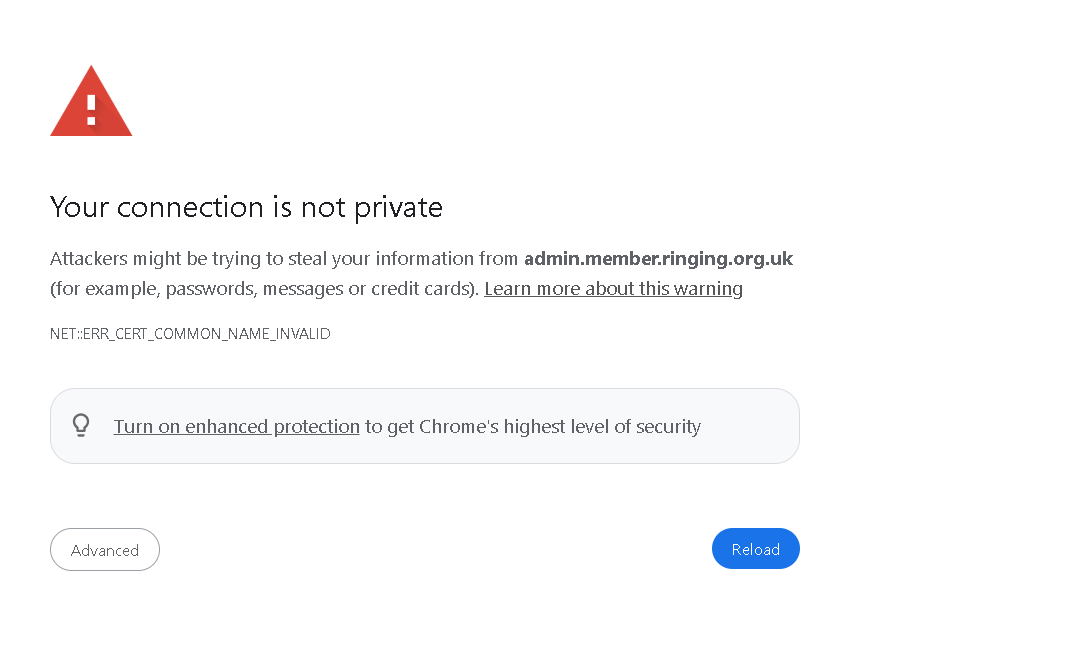 Your connection is not private
Attackers might be trying to steal your information from admin.member.ringing.org.uk
(for example, passwords, messages or credit cards). Learn more about this warning
NET::ERR_CERT_COMMON_NAME_INVALID
Turn on enhanced protection to get Chrome's highest level of security
Advanced
Reload